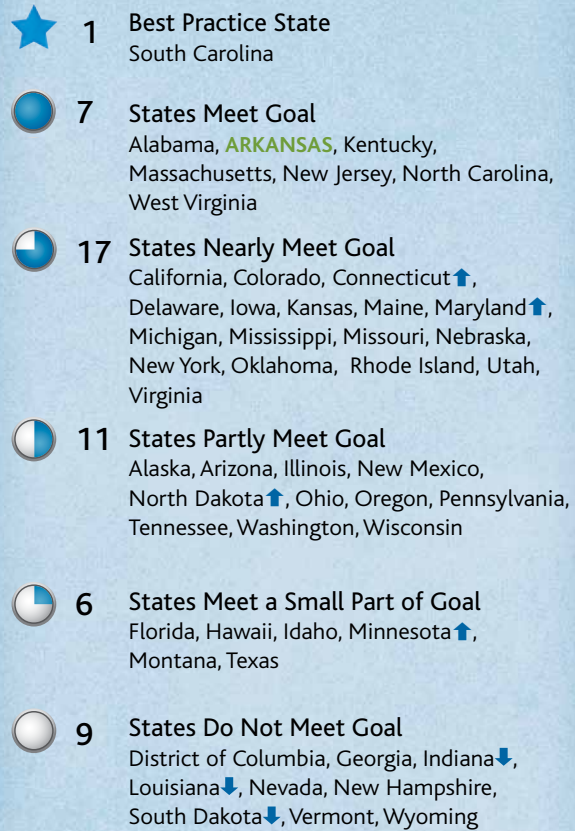 1 Best Practice State
South Carolina
7 States Meet Goal
Alabama, ARKANSAS, Kentucky,
Massachusetts, New Jersey, North Carolina,
West Virginia
17 States Nearly Meet Goal
California, Colorado, Connecticut⬆,
Delaware, Iowa, Kansas, Maine, Maryland⬆,
Michigan, Mississippi, Missouri, Nebraska,
New York, Oklahoma, Rhode Island, Utah,
Virginia
11 States Partly Meet Goal
Alaska, Arizona, Illinois, New Mexico,
North Dakota⬆, Ohio, Oregon, Pennsylvania,
Tennessee, Washington, Wisconsin
6 States Meet a Small Part of Goal
Florida, Hawaii, Idaho, Minnesota⬆,
Montana, Texas
9 States Do Not Meet Goal
District of Columbia, Georgia, Indiana⬇,
Louisiana⬇, Nevada, New Hampshire,
South Dakota⬇, Vermont, Wyoming